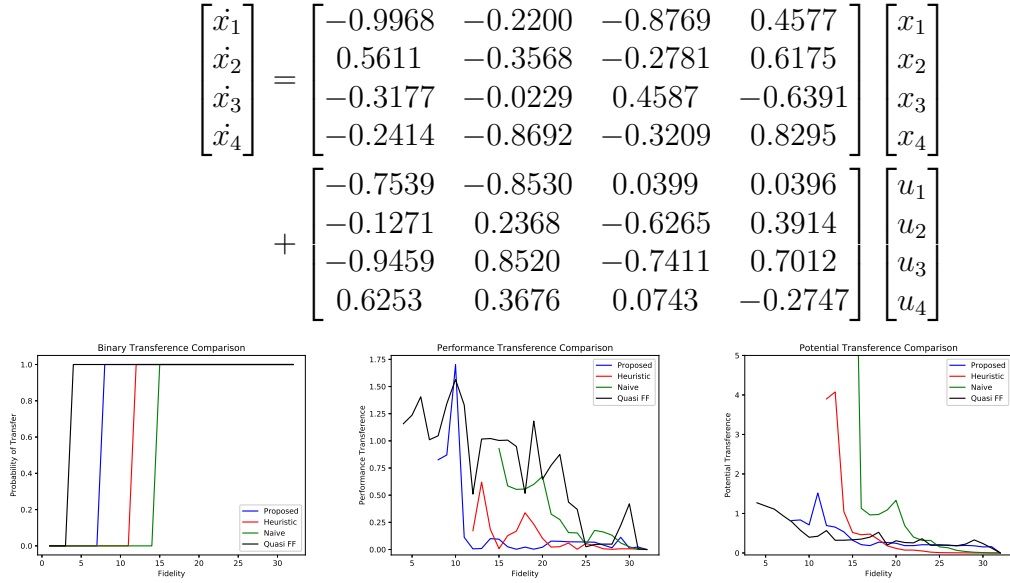 ẋ1 −0.9968 −0.2200 −0.8769 0.4577 x1
ẋ2 = 0.5611 −0.3568 −0.2781 0.6175 x2
ẋ3 −0.3177 −0.0229 0.4587 −0.6391 x3
ẋ4 −0.2414 −0.8692 −0.3209 0.8295 x4
−0.7539 −0.8530 0.0399 0.0396 u1
+ −0.1271 0.2368 −0.6265 0.3914 u2
−0.9459 0.8520 −0.7411 0.7012 u3
0.6253 0.3676 0.0743 −0.2747 u4
Binary Transference Comparison
Probability of Transfer
1.0
0.8
0.6
0.4
0.2
0.0
Proposed
Heuristic
Naive
Quasi FF
0 5 10 15 20 25 30
Fidelity
Performance Transference Comparison
Performance Transference
1.75
1.50
1.25
1.00
0.75
0.50
0.25
0.00
Proposed
Heuristic
Naive
Quasi FF
0 5 10 15 20 25 30
Fidelity
Potential Transference Comparison
Potential Transference
5
4
3
2
1
0
Proposed
Heuristic
Naive
Quasi FF
0 5 10 15 20 25 30
Fidelity